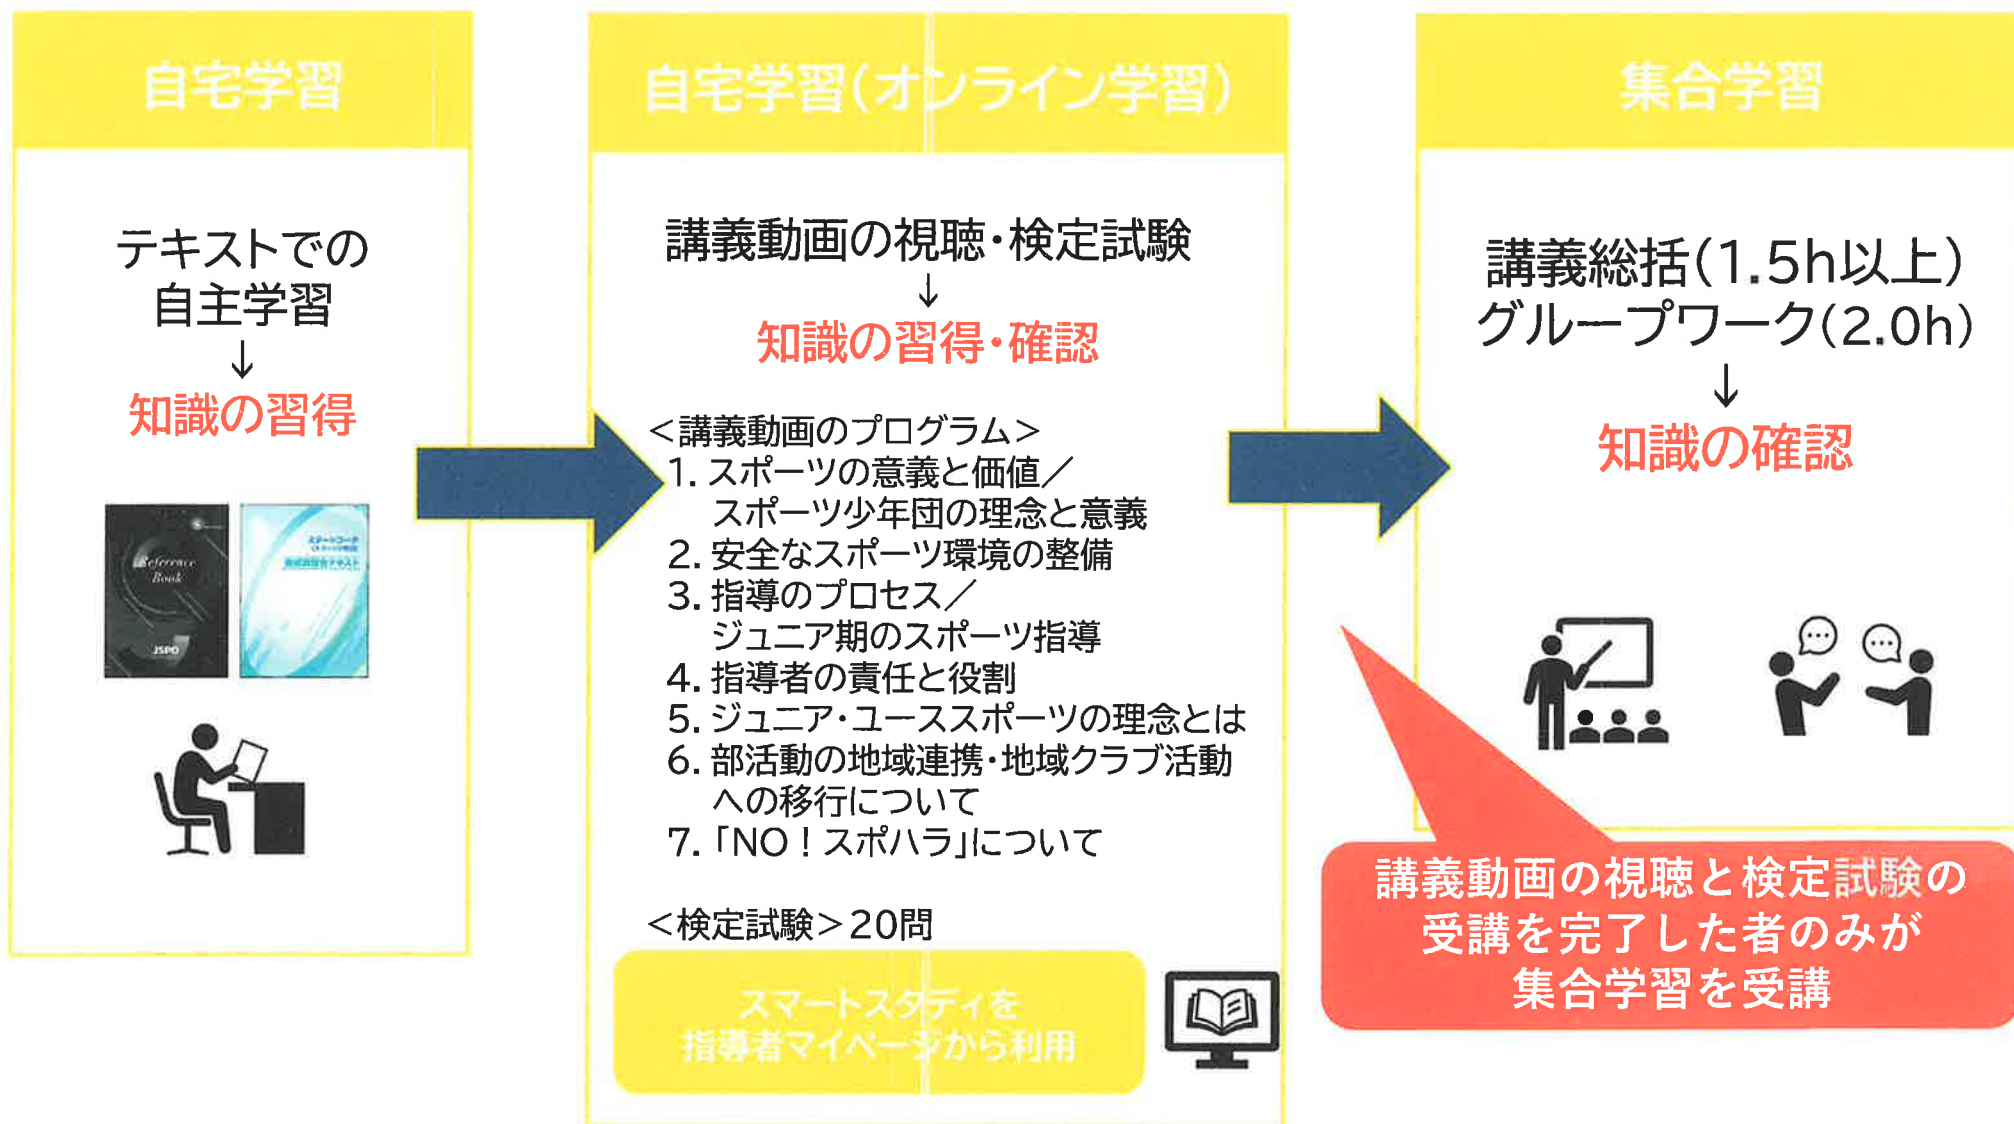 自宅学習
テキストでの
自主学習
↓
知識の習得
Reference
Book
JSPO
スタートコーチ
自宅学習(オンライン学習)
講義動画の視聴・検定試験
↓
知識の習得・確認
<講義動画のプログラム>
1. スポーツの意義と価値/
スポーツ少年団の理念と意義
2. 安全なスポーツ環境の整備
3. 指導のプロセス/
ジュニア期のスポーツ指導
4. 指導者の責任と役割
5. ジュニア・ユーススポーツの理念とは
6. 部活動の地域連携・地域クラブ活動
への移行について
7. 「NO!スポハラ」について
<検定試験>20問
スマートスタディを
指導者マイページから利用
集合学習
講義総括(1.5h以上)
グループワーク(2.0h)
↓
知識の確認
講義動画の視聴と検定試験の
受講を完了した者のみが
集合学習を受講